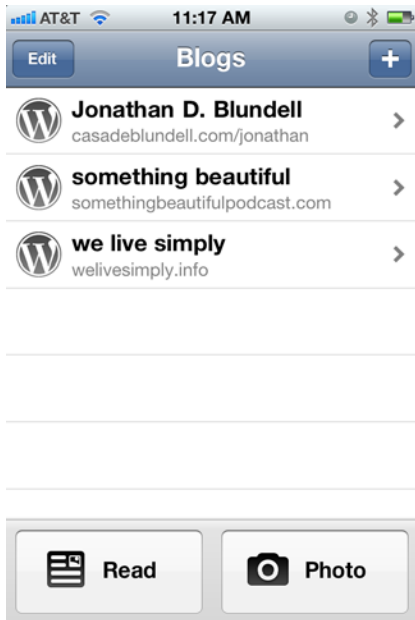 AT&T 11:17 AM
Edit Blogs +
Jonathan D. Blundell
casadeblundell.com/jonathan
something beautiful
somethingbeautifulpodcast.com
we live simply
welivesimply.info
Read Photo